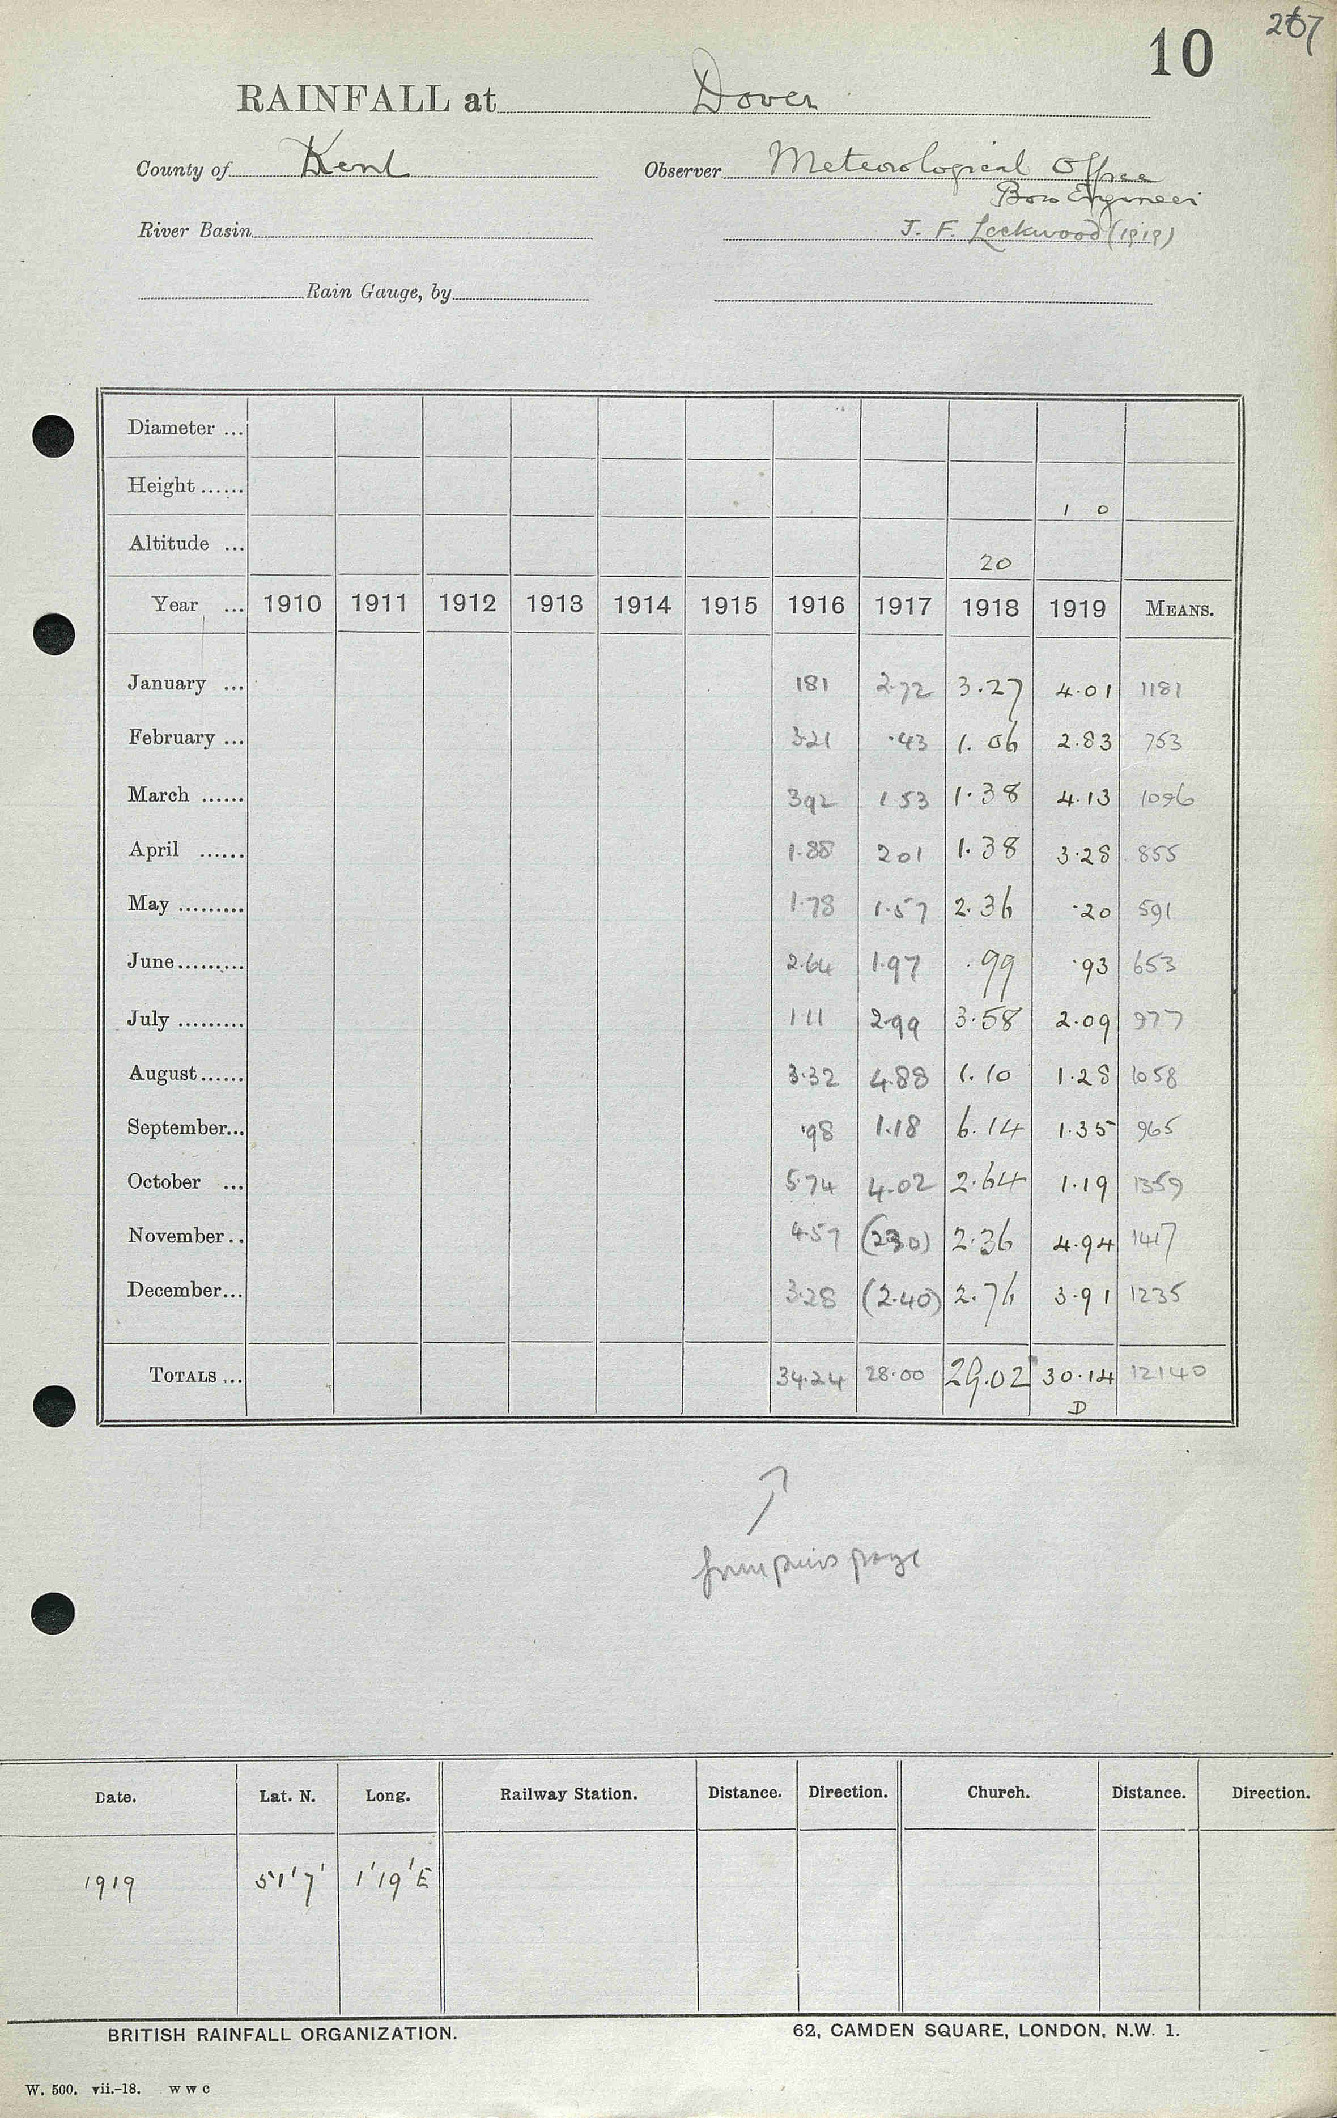 267
10
RAINFALL at Dover
County of Kent Observer Meteorological Office
Boro Engineer
River Basin J. F. Lockwood (1919)
Rain Gauge, by
Diameter ...
Height ...... 1 0
Altitude ... 20
Year ... 1910 1911 1912 1913 1914 1915 1916 1917 1918 1919 MEANS.
January ... 181 2.72 3.27 4.01 1181
February ... 3.21 .43 1.06 2.83 753
March ...... 392 1 53 1.38 4.13 1096
April ...... 1.88 2 01 1.38 3.28 855
May ......... 1.78 1.57 2.36 .20 591
June ......... 2.64 1.97 .99 .93 653
July ......... 111 2.99 3.58 2.09 977
August ...... 3.32 4.88 1.10 1.28 1058
September... .98 1.18 6.14 1.35 965
October ... 5.74 4.02 2.64 1.19 1359
November.. 4.57 (230) 2.36 4.94 1417
December... 3.28 (2.40) 2.76 3.91 1235
TOTALS ... 34.24 28.00 29.02 30.14 12140
D
from previs page
Date. Lat. N. Long. Railway Station. Distance. Direction. Church. Distance. Direction.
1919 51'7' 1'19'E
BRITISH RAINFALL ORGANIZATION. 62, CAMDEN SQUARE, LONDON, N.W. 1.
W. 500. vii.-18. W W C